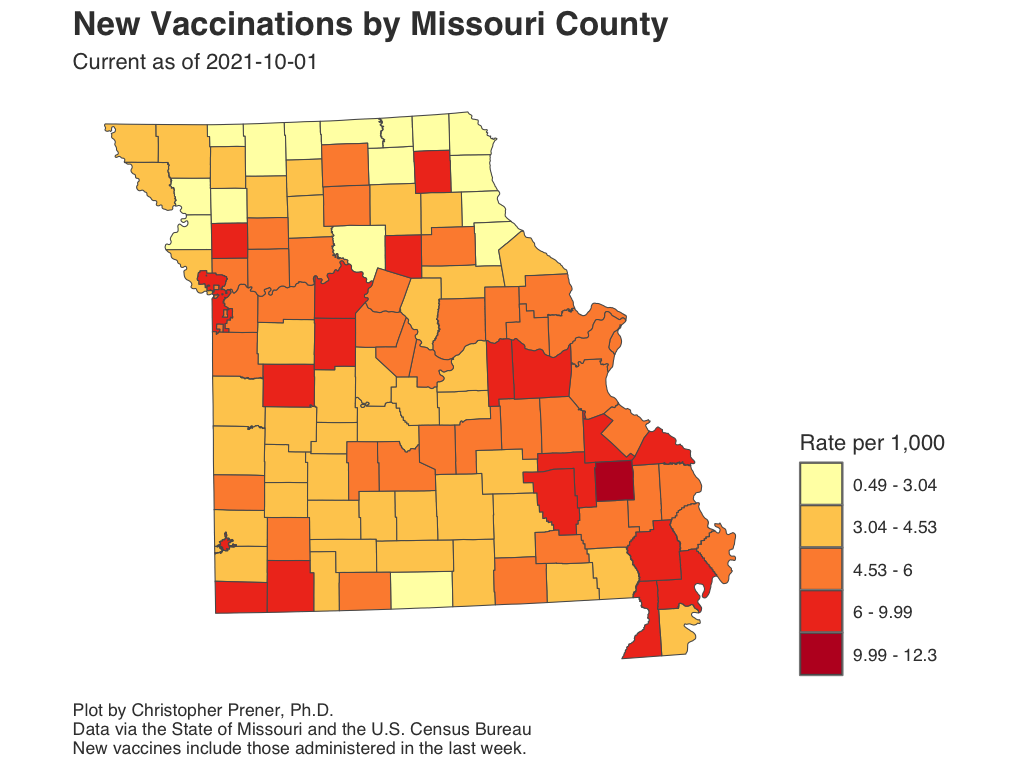 New Vaccinations by Missouri County
Current as of 2021-10-01
Rate per 1,000
0.49 - 3.04
3.04 - 4.53
4.53 - 6
6 - 9.99
9.99 - 12.3
Plot by Christopher Prener, Ph.D.
Data via the State of Missouri and the U.S. Census Bureau
New vaccines include those administered in the last week.